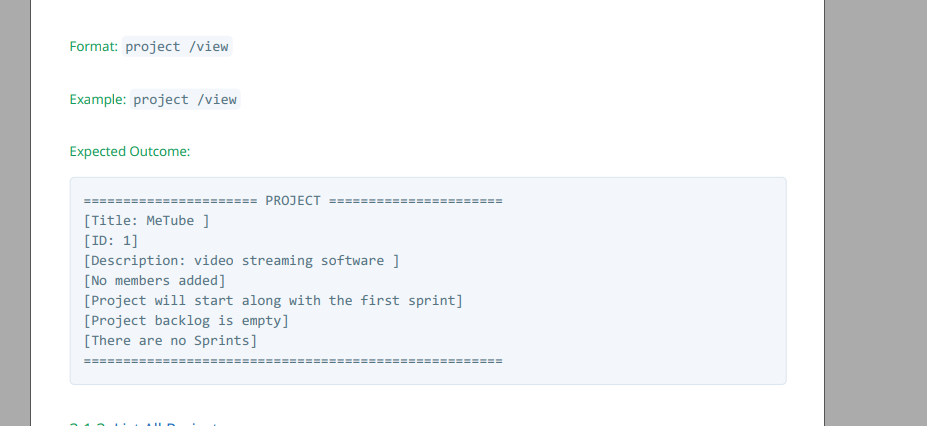 Format: project /view
Example: project /view
Expected Outcome:
====================== PROJECT ======================
[Title: MeTube ]
[ID: 1]
[Description: video streaming software ]
[No members added]
[Project will start along with the first sprint]
[Project backlog is empty]
[There are no Sprints]
=====================================================